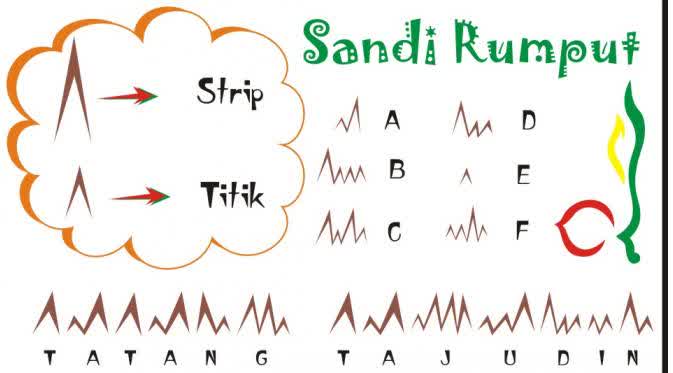 Sandi Rumput
Strip
Titik
A D
B E
C F
T A T A N G T A J U D I N